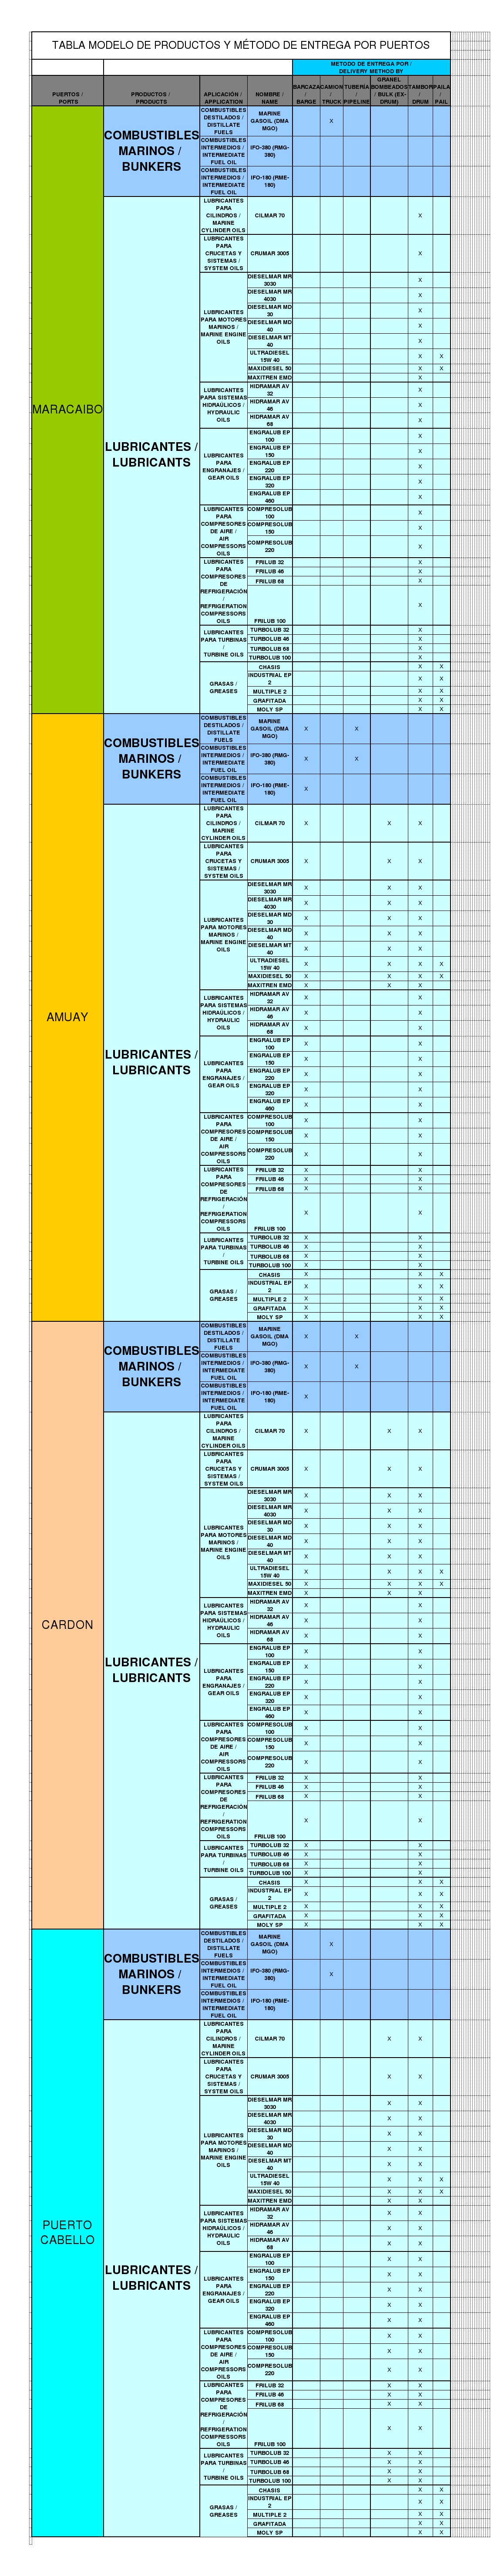 TABLA MODELO DE PRODUCTOS Y MÉTODO DE ENTREGA POR PUERTOS
METODO DE ENTREGA POR /
DELIVERY METHOD BY
PUERTOS /
PORTS
PRODUCTOS /
PRODUCTS
APLICACIÓN /
APPLICATION
NOMBRE /
NAME
BARCAZA
/
BARGE
CAMION
/
TRUCK
TUBERÍA
/
PIPELINE
GRANEL
BOMBEADOS
/ BULK (EX-
DRUM)
TAMBOR
/
DRUM
PAILA
/
PAIL
MARACAIBO
COMBUSTIBLES
MARINOS /
BUNKERS
COMBUSTIBLES
DESTILADOS /
DISTILLATE
FUELS
MARINE
GASOIL (DMA
MGO)
X
COMBUSTIBLES
INTERMEDIOS /
INTERMEDIATE
FUEL OIL
IFO-380 (RMG-
380)
COMBUSTIBLES
INTERMEDIOS /
INTERMEDIATE
FUEL OIL
IFO-180 (RME-
180)
LUBRICANTES /
LUBRICANTS
LUBRICANTES
PARA
CILINDROS /
MARINE
CYLINDER OILS
CILMAR 70
X
LUBRICANTES
PARA
CRUCETAS Y
SISTEMAS /
SYSTEM OILS
CRUMAR 3005
X
LUBRICANTES
PARA MOTORES
MARINOS /
MARINE ENGINE
OILS
DIESELMAR MR
3030
X
DIESELMAR MR
4030
X
DIESELMAR MD
30
X
DIESELMAR MD
40
X
DIESELMAR MT
40
X
ULTRADIESEL
15W 40
X X
MAXIDIESEL 50
X X
MAXITREN EMD
X
LUBRICANTES
PARA SISTEMAS
HIDRAÚLICOS /
HYDRAULIC
OILS
HIDRAMAR AV
32
X
HIDRAMAR AV
46
X
HIDRAMAR AV
68
X
LUBRICANTES
PARA
ENGRANAJES /
GEAR OILS
ENGRALUB EP
100
X
ENGRALUB EP
150
X
ENGRALUB EP
220
X
ENGRALUB EP
320
X
ENGRALUB EP
460
X
LUBRICANTES
PARA
COMPRESORES
DE AIRE /
AIR
COMPRESSORS
OILS
COMPRESOLUB
100
X
COMPRESOLUB
150
X
COMPRESOLUB
220
X
LUBRICANTES
PARA
COMPRESORES
DE
REFRIGERACIÓN
/
REFRIGERATION
COMPRESSORS
OILS
FRILUB 32
X
FRILUB 46
X
FRILUB 68
X
FRILUB 100
X
LUBRICANTES
PARA TURBINAS
/
TURBINE OILS
TURBOLUB 32
X
TURBOLUB 46
X
TURBOLUB 68
X
TURBOLUB 100
X
GRASAS /
GREASES
CHASIS
X X
INDUSTRIAL EP
2
X X
MULTIPLE 2
X X
GRAFITADA
X X
MOLY SP
X X
AMUAY
COMBUSTIBLES
MARINOS /
BUNKERS
COMBUSTIBLES
DESTILADOS /
DISTILLATE
FUELS
MARINE
GASOIL (DMA
MGO)
X X
COMBUSTIBLES
INTERMEDIOS /
INTERMEDIATE
FUEL OIL
IFO-380 (RMG-
380)
X X
COMBUSTIBLES
INTERMEDIOS /
INTERMEDIATE
FUEL OIL
IFO-180 (RME-
180)
X
LUBRICANTES /
LUBRICANTS
LUBRICANTES
PARA
CILINDROS /
MARINE
CYLINDER OILS
CILMAR 70
X X X
LUBRICANTES
PARA
CRUCETAS Y
SISTEMAS /
SYSTEM OILS
CRUMAR 3005
X X X
LUBRICANTES
PARA MOTORES
MARINOS /
MARINE ENGINE
OILS
DIESELMAR MR
3030
X X X
DIESELMAR MR
4030
X X X
DIESELMAR MD
30
X X X
DIESELMAR MD
40
X X X
DIESELMAR MT
40
X X X
ULTRADIESEL
15W 40
X X X X
MAXIDIESEL 50
X X X X
MAXITREN EMD
X X X
LUBRICANTES
PARA SISTEMAS
HIDRAÚLICOS /
HYDRAULIC
OILS
HIDRAMAR AV
32
X X
HIDRAMAR AV
46
X X
HIDRAMAR AV
68
X X
LUBRICANTES
PARA
ENGRANAJES /
GEAR OILS
ENGRALUB EP
100
X X
ENGRALUB EP
150
X X
ENGRALUB EP
220
X X
ENGRALUB EP
320
X X
ENGRALUB EP
460
X X
LUBRICANTES
PARA
COMPRESORES
DE AIRE /
AIR
COMPRESSORS
OILS
COMPRESOLUB
100
X X
COMPRESOLUB
150
X X
COMPRESOLUB
220
X X
LUBRICANTES
PARA
COMPRESORES
DE
REFRIGERACIÓN
/
REFRIGERATION
COMPRESSORS
OILS
FRILUB 32
X X
FRILUB 46
X X
FRILUB 68
X X
FRILUB 100
X X
LUBRICANTES
PARA TURBINAS
/
TURBINE OILS
TURBOLUB 32
X X
TURBOLUB 46
X X
TURBOLUB 68
X X
TURBOLUB 100
X X
GRASAS /
GREASES
CHASIS
X X X
INDUSTRIAL EP
2
X X X
MULTIPLE 2
X X X
GRAFITADA
X X X
MOLY SP
X X X
CARDON
COMBUSTIBLES
MARINOS /
BUNKERS
COMBUSTIBLES
DESTILADOS /
DISTILLATE
FUELS
MARINE
GASOIL (DMA
MGO)
X X
COMBUSTIBLES
INTERMEDIOS /
INTERMEDIATE
FUEL OIL
IFO-380 (RMG-
380)
X X
COMBUSTIBLES
INTERMEDIOS /
INTERMEDIATE
FUEL OIL
IFO-180 (RME-
180)
X
LUBRICANTES /
LUBRICANTS
LUBRICANTES
PARA
CILINDROS /
MARINE
CYLINDER OILS
CILMAR 70
X X X
LUBRICANTES
PARA
CRUCETAS Y
SISTEMAS /
SYSTEM OILS
CRUMAR 3005
X X X
LUBRICANTES
PARA MOTORES
MARINOS /
MARINE ENGINE
OILS
DIESELMAR MR
3030
X X X
DIESELMAR MR
4030
X X X
DIESELMAR MD
30
X X X
DIESELMAR MD
40
X X X
DIESELMAR MT
40
X X X
ULTRADIESEL
15W 40
X X X X
MAXIDIESEL 50
X X X X
MAXITREN EMD
X X X
LUBRICANTES
PARA SISTEMAS
HIDRAÚLICOS /
HYDRAULIC
OILS
HIDRAMAR AV
32
X X
HIDRAMAR AV
46
X X
HIDRAMAR AV
68
X X
LUBRICANTES
PARA
ENGRANAJES /
GEAR OILS
ENGRALUB EP
100
X X
ENGRALUB EP
150
X X
ENGRALUB EP
220
X X
ENGRALUB EP
320
X X
ENGRALUB EP
460
X X
LUBRICANTES
PARA
COMPRESORES
DE AIRE /
AIR
COMPRESSORS
OILS
COMPRESOLUB
100
X X
COMPRESOLUB
150
X X
COMPRESOLUB
220
X X
LUBRICANTES
PARA
COMPRESORES
DE
REFRIGERACIÓN
/
REFRIGERATION
COMPRESSORS
OILS
FRILUB 32
X X
FRILUB 46
X X
FRILUB 68
X X
FRILUB 100
X X
LUBRICANTES
PARA TURBINAS
/
TURBINE OILS
TURBOLUB 32
X X
TURBOLUB 46
X X
TURBOLUB 68
X X
TURBOLUB 100
X X
GRASAS /
GREASES
CHASIS
X X X
INDUSTRIAL EP
2
X X X
MULTIPLE 2
X X X
GRAFITADA
X X X
MOLY SP
X X X
PUERTO
CABELLO
COMBUSTIBLES
MARINOS /
BUNKERS
COMBUSTIBLES
DESTILADOS /
DISTILLATE
FUELS
MARINE
GASOIL (DMA
MGO)
X
COMBUSTIBLES
INTERMEDIOS /
INTERMEDIATE
FUEL OIL
IFO-380 (RMG-
380)
X
COMBUSTIBLES
INTERMEDIOS /
INTERMEDIATE
FUEL OIL
IFO-180 (RME-
180)
LUBRICANTES /
LUBRICANTS
LUBRICANTES
PARA
CILINDROS /
MARINE
CYLINDER OILS
CILMAR 70
X X
LUBRICANTES
PARA
CRUCETAS Y
SISTEMAS /
SYSTEM OILS
CRUMAR 3005
X X
LUBRICANTES
PARA MOTORES
MARINOS /
MARINE ENGINE
OILS
DIESELMAR MR
3030
X X
DIESELMAR MR
4030
X X
DIESELMAR MD
30
X X
DIESELMAR MD
40
X X
DIESELMAR MT
40
X X
ULTRADIESEL
15W 40
X X X
MAXIDIESEL 50
X X X
MAXITREN EMD
X X
LUBRICANTES
PARA SISTEMAS
HIDRAÚLICOS /
HYDRAULIC
OILS
HIDRAMAR AV
32
X X
HIDRAMAR AV
46
X X
HIDRAMAR AV
68
X X
LUBRICANTES
PARA
ENGRANAJES /
GEAR OILS
ENGRALUB EP
100
X X
ENGRALUB EP
150
X X
ENGRALUB EP
220
X X
ENGRALUB EP
320
X X
ENGRALUB EP
460
X X
LUBRICANTES
PARA
COMPRESORES
DE AIRE /
AIR
COMPRESSORS
OILS
COMPRESOLUB
100
X X
COMPRESOLUB
150
X X
COMPRESOLUB
220
X X
LUBRICANTES
PARA
COMPRESORES
DE
REFRIGERACIÓN
/
REFRIGERATION
COMPRESSORS
OILS
FRILUB 32
X X
FRILUB 46
X X
FRILUB 68
X X
FRILUB 100
X X
LUBRICANTES
PARA TURBINAS
/
TURBINE OILS
TURBOLUB 32
X X
TURBOLUB 46
X X
TURBOLUB 68
X X
TURBOLUB 100
X X
GRASAS /
GREASES
CHASIS
X X
INDUSTRIAL EP
2
X X
MULTIPLE 2
X X
GRAFITADA
X X
MOLY SP
X X